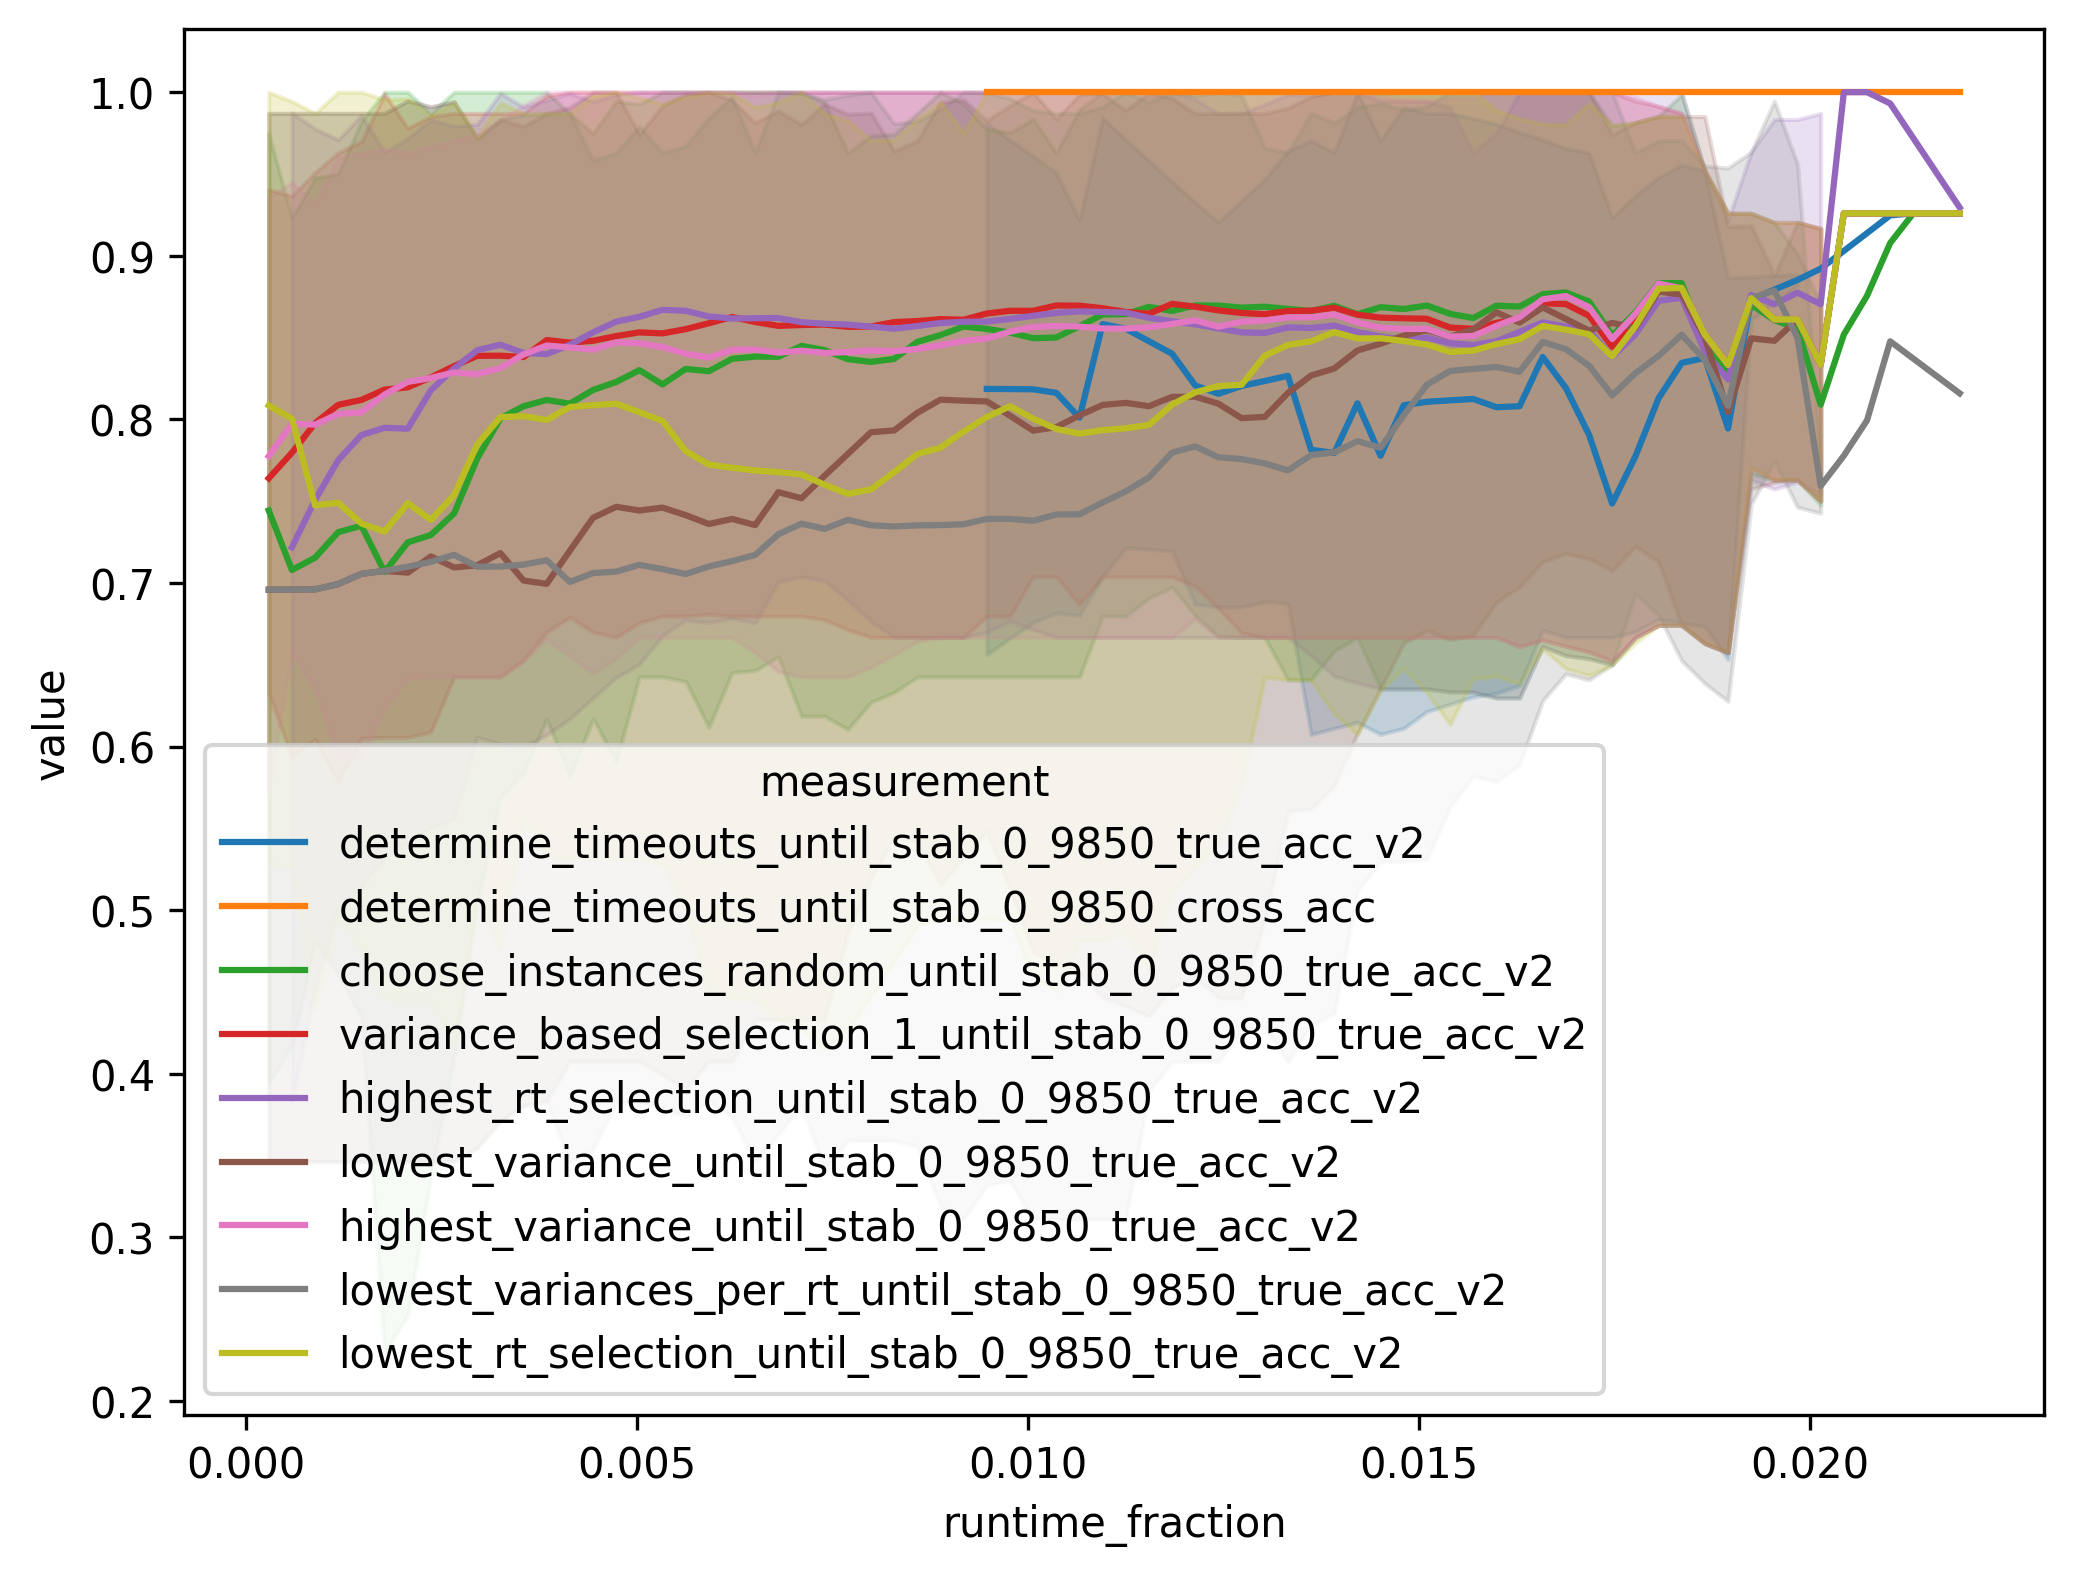 1.0
0.9
0.8
0.7
0.6
0.5
0.4
0.3
0.2
value
measurement
determine_timeouts_until_stab_0_9850_true_acc_v2
determine_timeouts_until_stab_0_9850_cross_acc
choose_instances_random_until_stab_0_9850_true_acc_v2
variance_based_selection_1_until_stab_0_9850_true_acc_v2
highest_rt_selection_until_stab_0_9850_true_acc_v2
lowest_variance_until_stab_0_9850_true_acc_v2
highest_variance_until_stab_0_9850_true_acc_v2
lowest_variances_per_rt_until_stab_0_9850_true_acc_v2
lowest_rt_selection_until_stab_0_9850_true_acc_v2
0.000 0.005 0.010 0.015 0.020
runtime_fraction